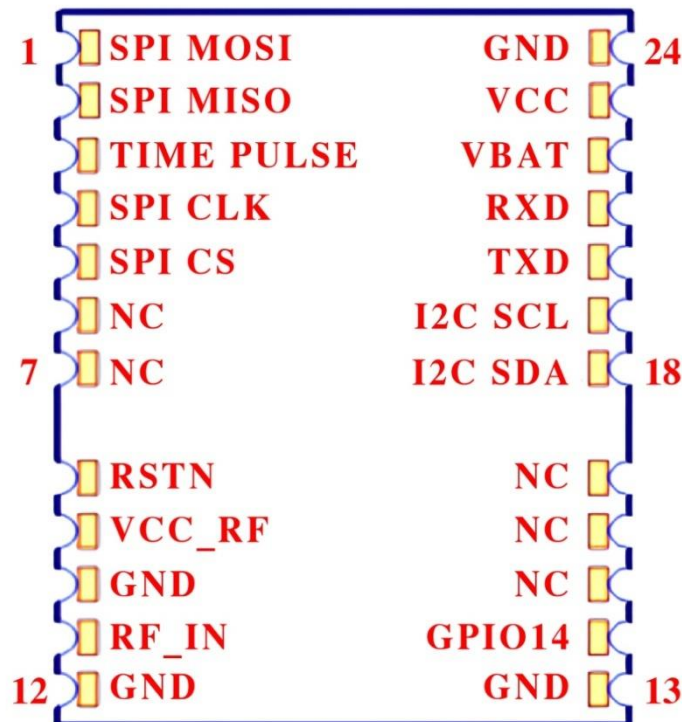 1 SPI MOSI GND 24
SPI MISO VCC
TIME PULSE VBAT
SPI CLK RXD
SPI CS TXD
NC I2C SCL
7 NC I2C SDA 18
RSTN NC
VCC_RF NC
GND NC
RF_IN GPIO14
12 GND GND 13